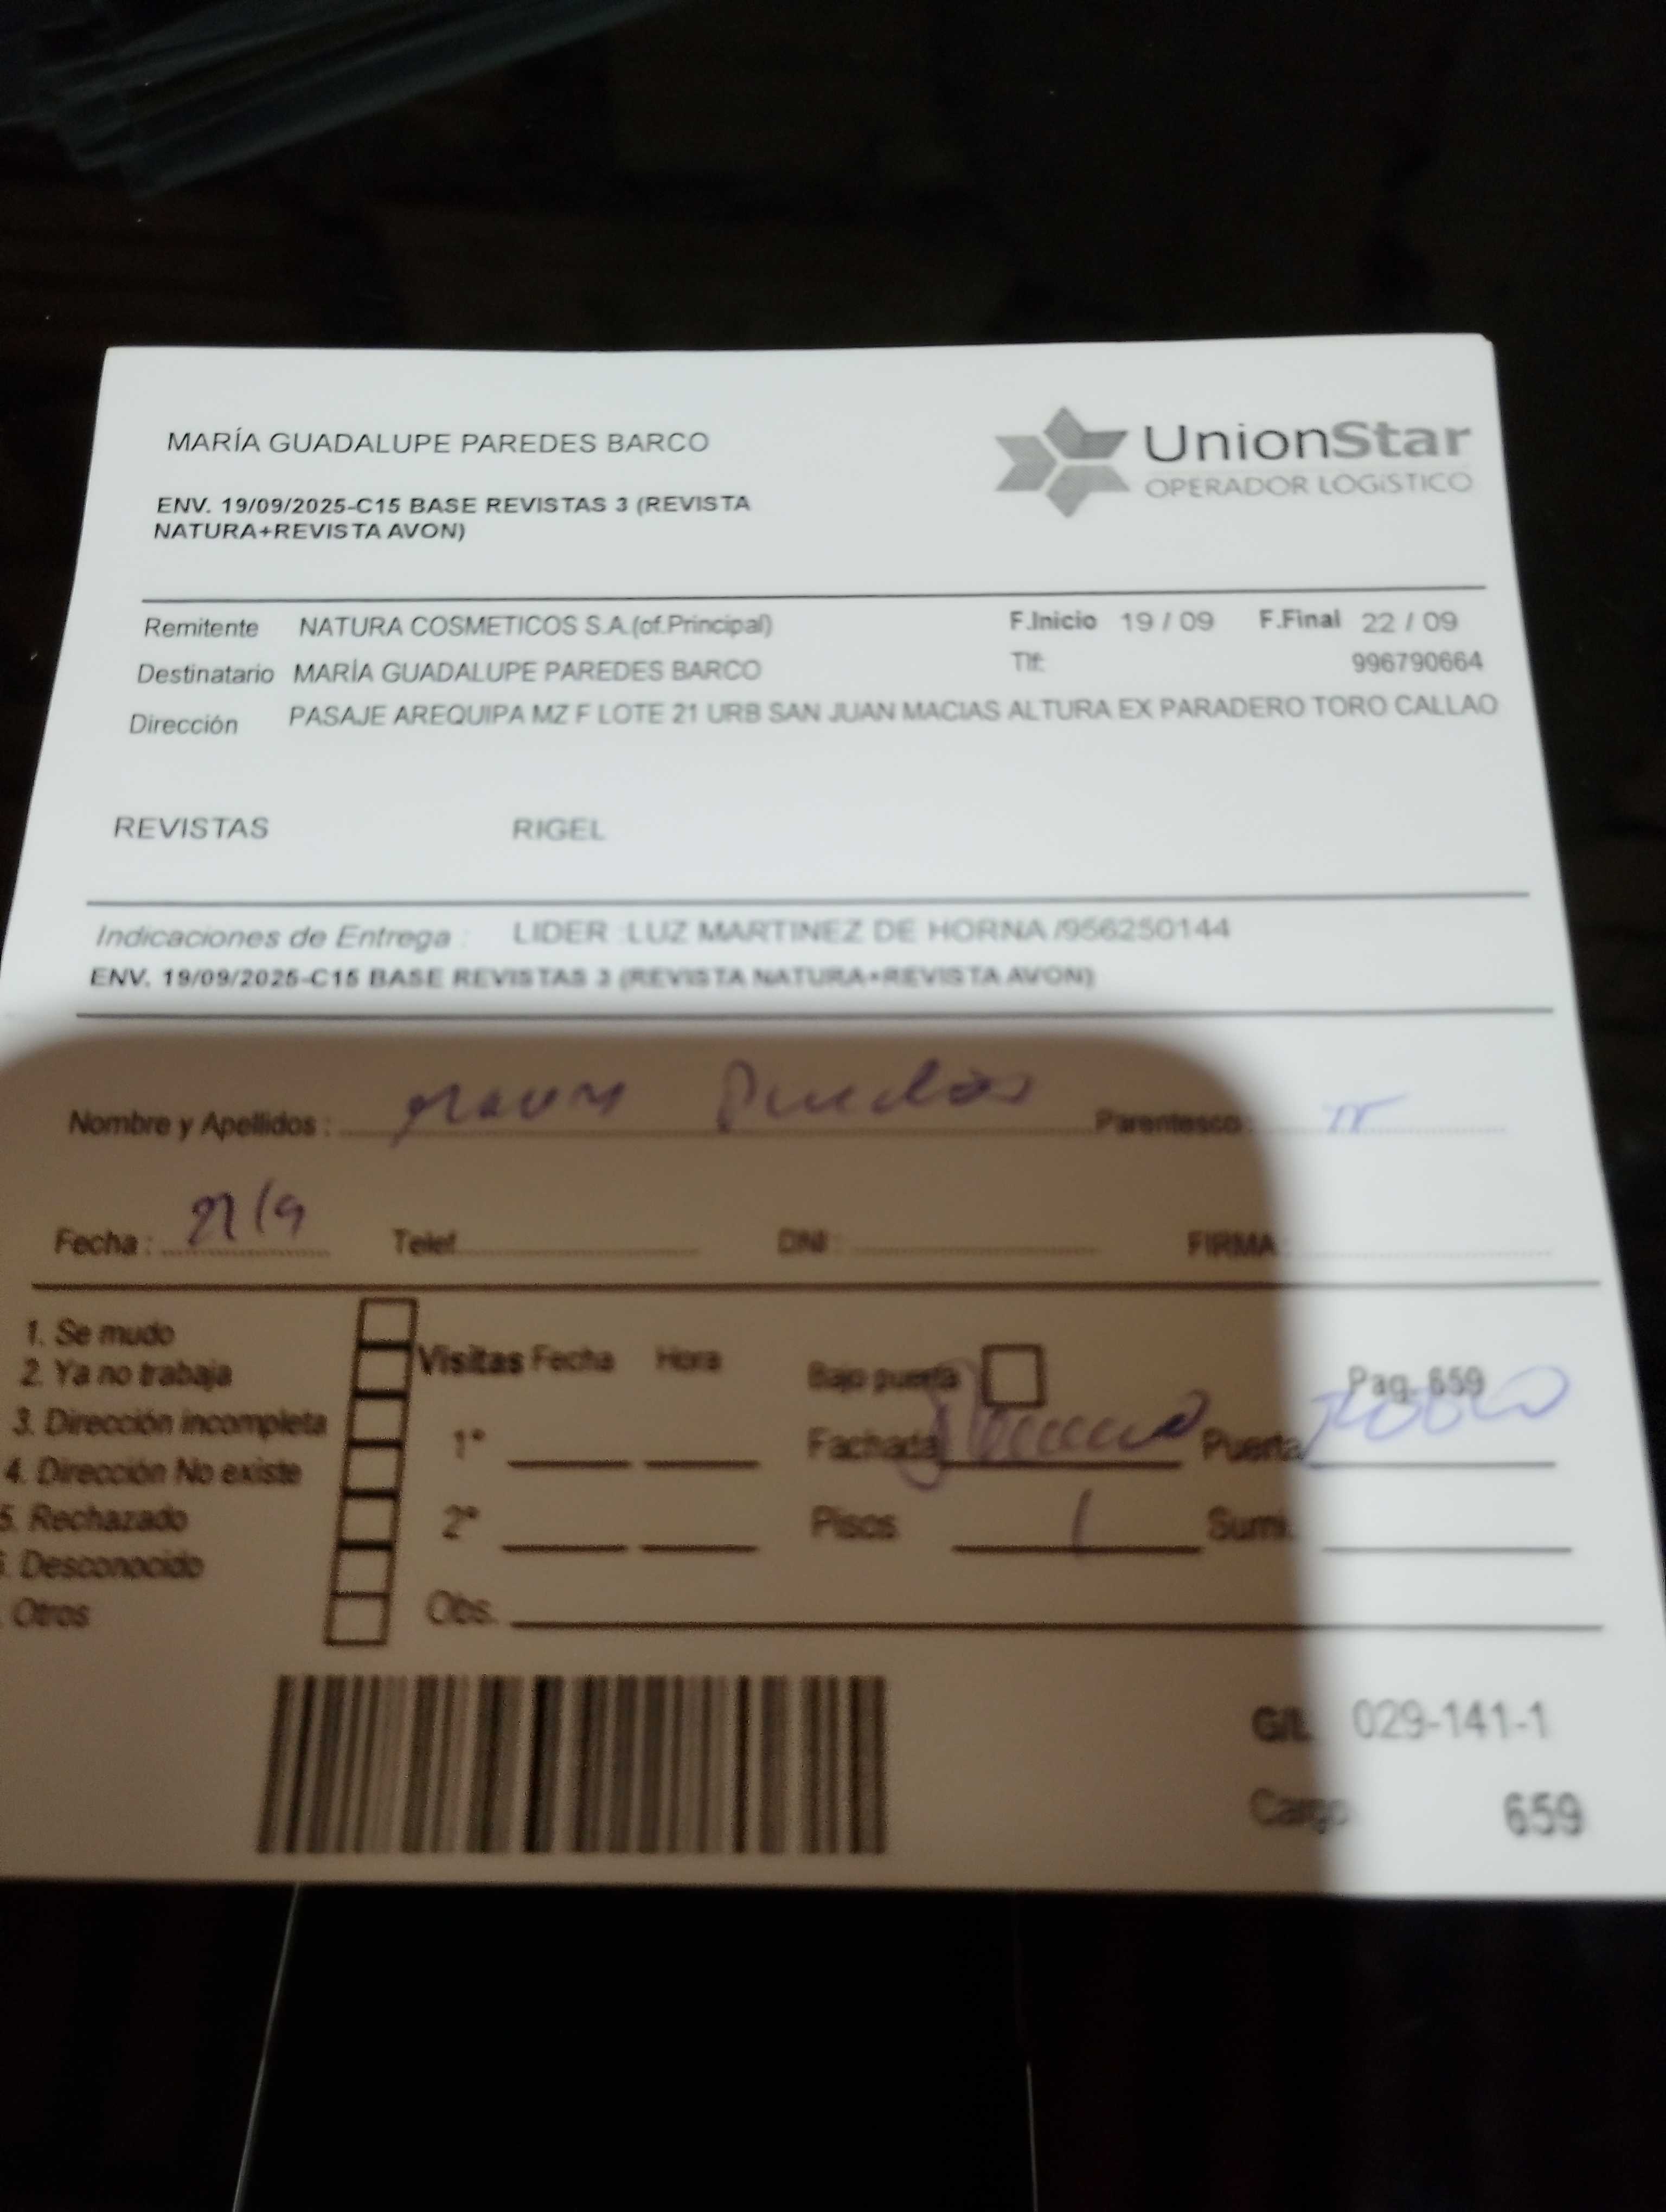 MARÍA GUADALUPE PAREDES BARCO
UnionStar
OPERADOR LOGÍSTICO
ENV. 19/09/2025-C15 BASE REVISTAS 3 (REVISTA
NATURA+REVISTA AVON)
Remitente NATURA COSMETICOS S.A.(of.Principal) F.Inicio 19 / 09 F.Final 22 / 09
Destinatario MARÍA GUADALUPE PAREDES BARCO Tlf: 996790664
Dirección PASAJE AREQUIPA MZ F LOTE 21 URB SAN JUAN MACIAS ALTURA EX PARADERO TORO CALLAO
REVISTAS RIGEL
Indicaciones de Entrega : LIDER :LUZ MARTINEZ DE HORNA /956250144
ENV. 19/09/2025-C15 BASE REVISTAS 3 (REVISTA NATURA+REVISTA AVON)
Nombre y Apellidos : Parentesco :
Fecha : Telef. DNI : FIRMA :
1. Se mudo
2. Ya no trabaja
3. Dirección incompleta
4. Dirección No existe
5. Rechazado
. Desconocido
. Otros
Visitas Fecha Hora
1°
2°
Obs.
Bajo puerta Pag. 659
Fachada Puerta
Pisos 1 Sumi.
G/L 029-141-1
Cargo 659